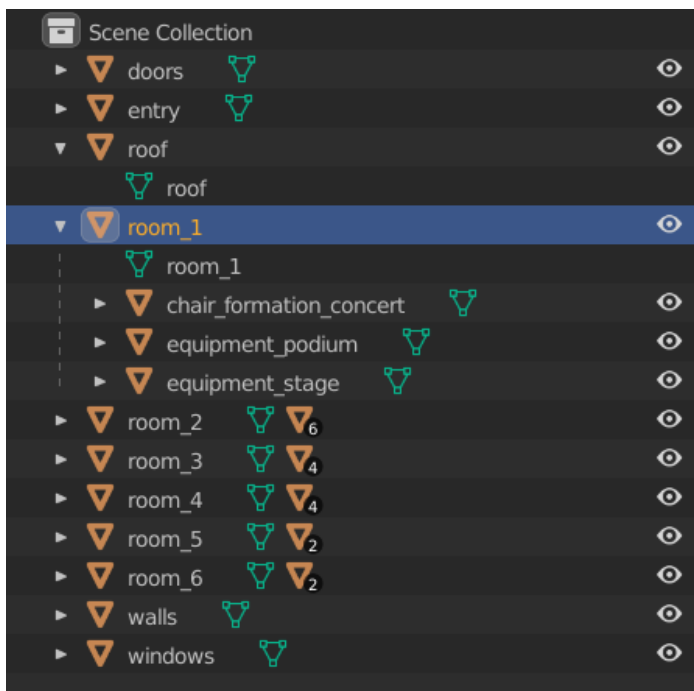 Scene Collection
doors
entry
roof
roof
room_1
room_1
chair_formation_concert
equipment_podium
equipment_stage
room_2 6
room_3 4
room_4 4
room_5 2
room_6 2
walls
windows